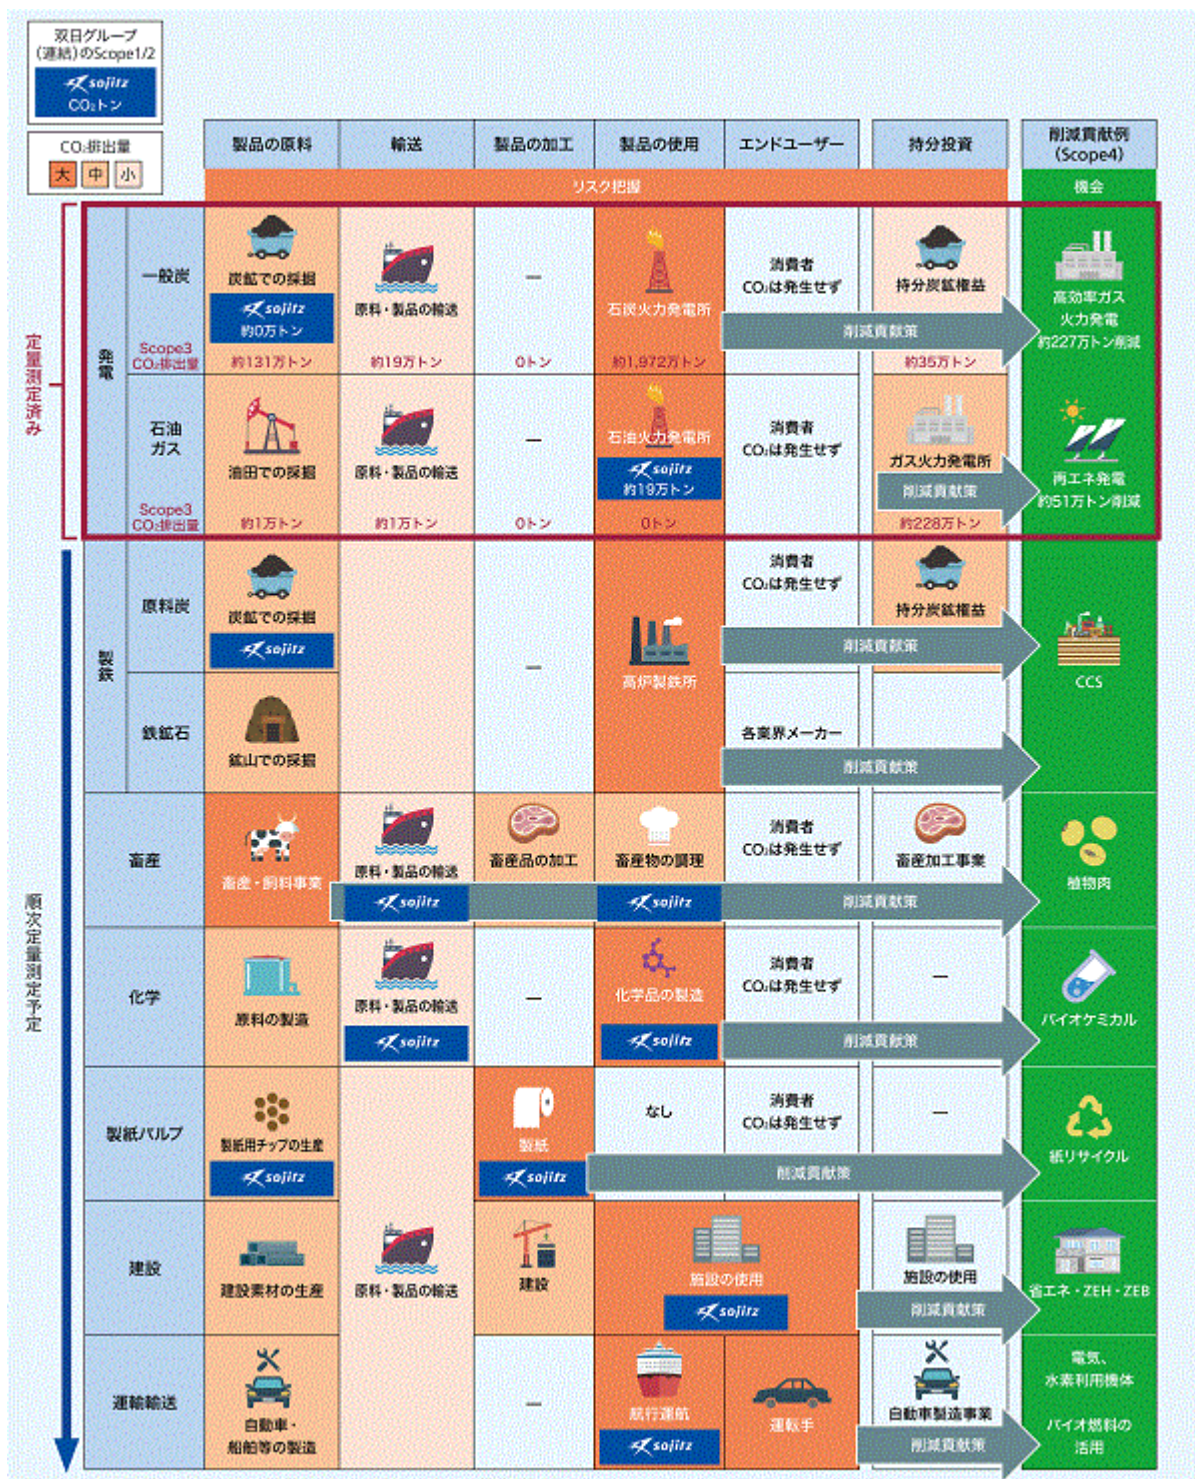 双日グループ
(連結)のScope1/2
sojitz
CO₂トン
CO₂排出量
大 中 小
製品の原料 輸送 製品の加工 製品の使用 エンドユーザー 持分投資 削減貢献例
(Scope4)
リスク把握 機会
定量測定済み
発電
一般炭
炭鉱での採掘
sojitz
約0万トン
原料・製品の輸送
—
石炭火力発電所
消費者
CO₂は発生せず
持分炭鉱権益
削減貢献策
高効率ガス
火力発電
約227万トン削減
Scope3
CO₂排出量
約131万トン 約19万トン 0トン 約1,972万トン 約35万トン
石油
ガス
油田での採掘
原料・製品の輸送
—
石油火力発電所
sojitz
約19万トン
消費者
CO₂は発生せず
ガス火力発電所
削減貢献策
再エネ発電
約51万トン削減
Scope3
CO₂排出量
約1万トン 約1万トン 0トン 0トン 約228万トン
順次定量測定予定
製鉄
原料炭
炭鉱での採掘
sojitz
—
高炉製鉄所
消費者
CO₂は発生せず
持分炭鉱権益
削減貢献策
CCS
鉄鉱石
鉱山での採掘
各業界メーカー
削減貢献策
畜産
畜産・飼料事業
原料・製品の輸送
sojitz
畜産品の加工
畜産物の調理
sojitz
消費者
CO₂は発生せず
畜産加工事業
削減貢献策
植物肉
化学
原料の製造
原料・製品の輸送
sojitz
—
化学品の製造
sojitz
消費者
CO₂は発生せず
—
削減貢献策
バイオケミカル
製紙パルプ
製紙用チップの生産
sojitz
製紙
sojitz
なし
消費者
CO₂は発生せず
—
削減貢献策
紙リサイクル
建設
建設素材の生産
原料・製品の輸送
建設
施設の使用
sojitz
施設の使用
削減貢献策
省エネ・ZEH・ZEB
運輸輸送
自動車・
船舶等の製造
—
航行運航
sojitz
運転手
自動車製造事業
削減貢献策
電気、
水素利用機体
バイオ燃料の
活用